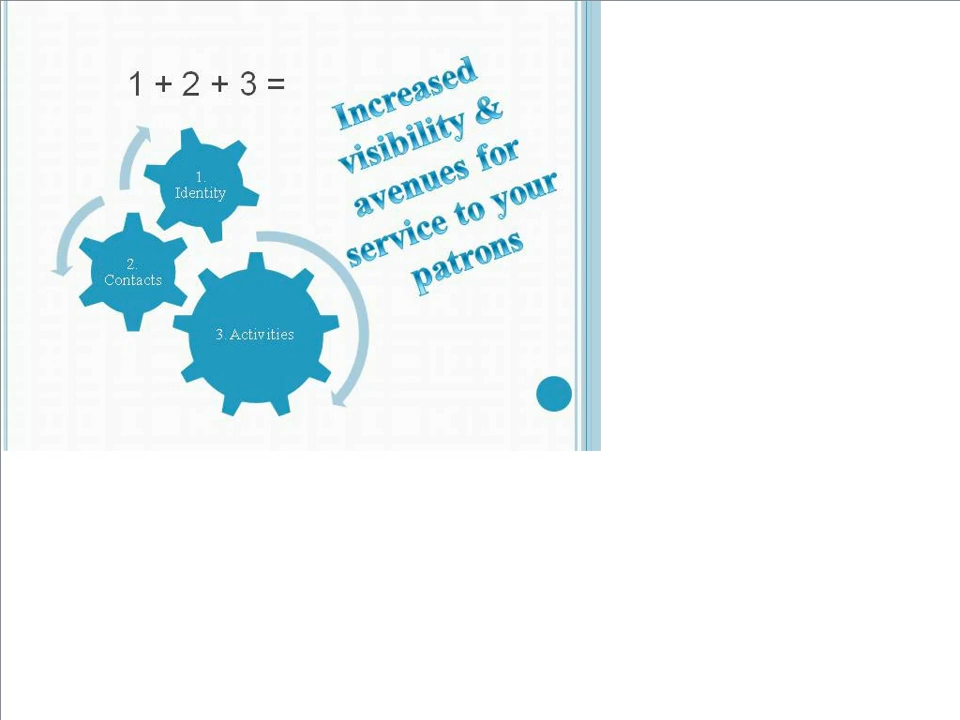 1 + 2 + 3 =
Increased
visibility &
avenues for
service to your
patrons
1.
Identity
2.
Contacts
3. Activities